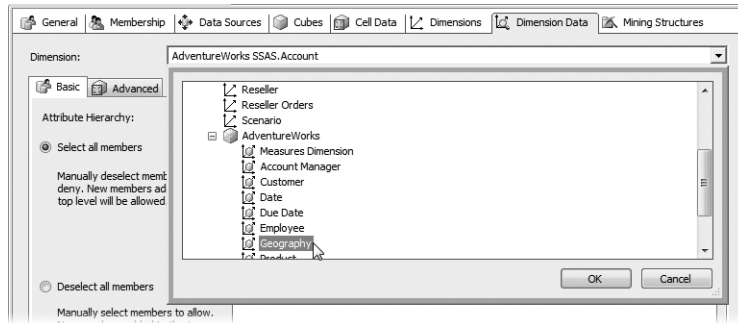 General Membership Data Sources Cubes Cell Data Dimensions Dimension Data Mining Structures
Dimension: AdventureWorks SSAS.Account
Basic Advanced
Attribute Hierarchy:
Select all members
Manually deselect memb
deny. New members ad
top level will be allowed
Deselect all members
Manually select members to allow.
Reseller
Reseller Orders
Scenario
AdventureWorks
Measures Dimension
Account Manager
Customer
Date
Due Date
Employee
Geography
Product
OK Cancel